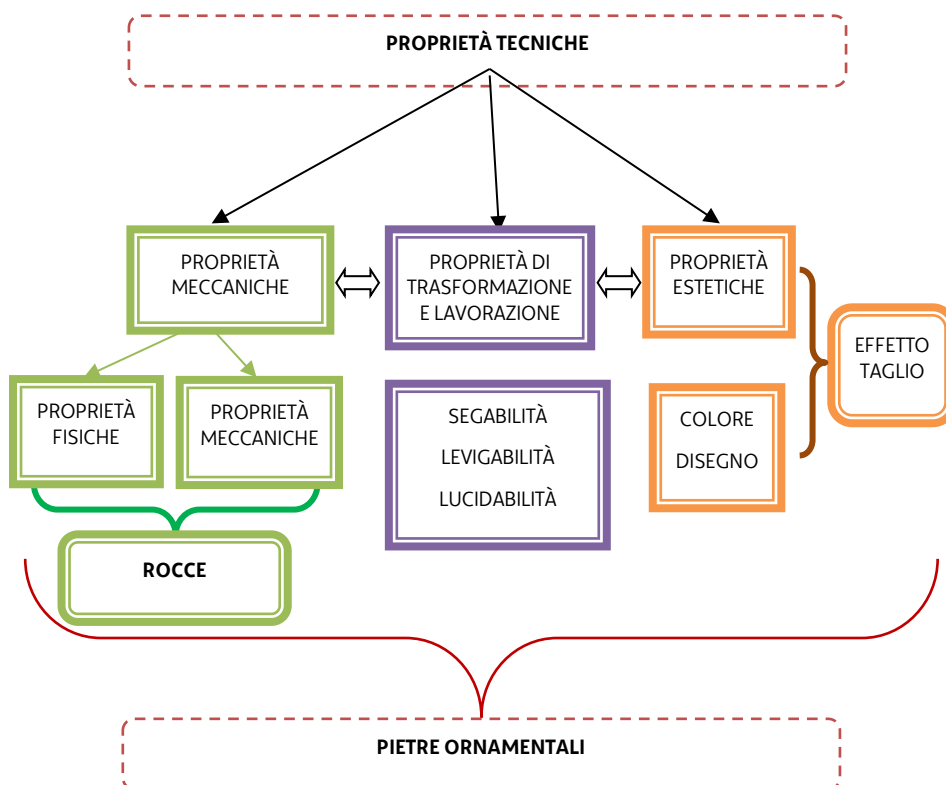 PROPRIETÀ TECNICHE
PROPRIETÀ
MECCANICHE
PROPRIETÀ DI
TRASFORMAZIONE
E LAVORAZIONE
PROPRIETÀ
ESTETICHE
EFFETTO
TAGLIO
PROPRIETÀ
FISICHE
PROPRIETÀ
MECCANICHE
SEGABILITÀ
LEVIGABILITÀ
LUCIDABILITÀ
COLORE
DISEGNO
ROCCE
PIETRE ORNAMENTALI